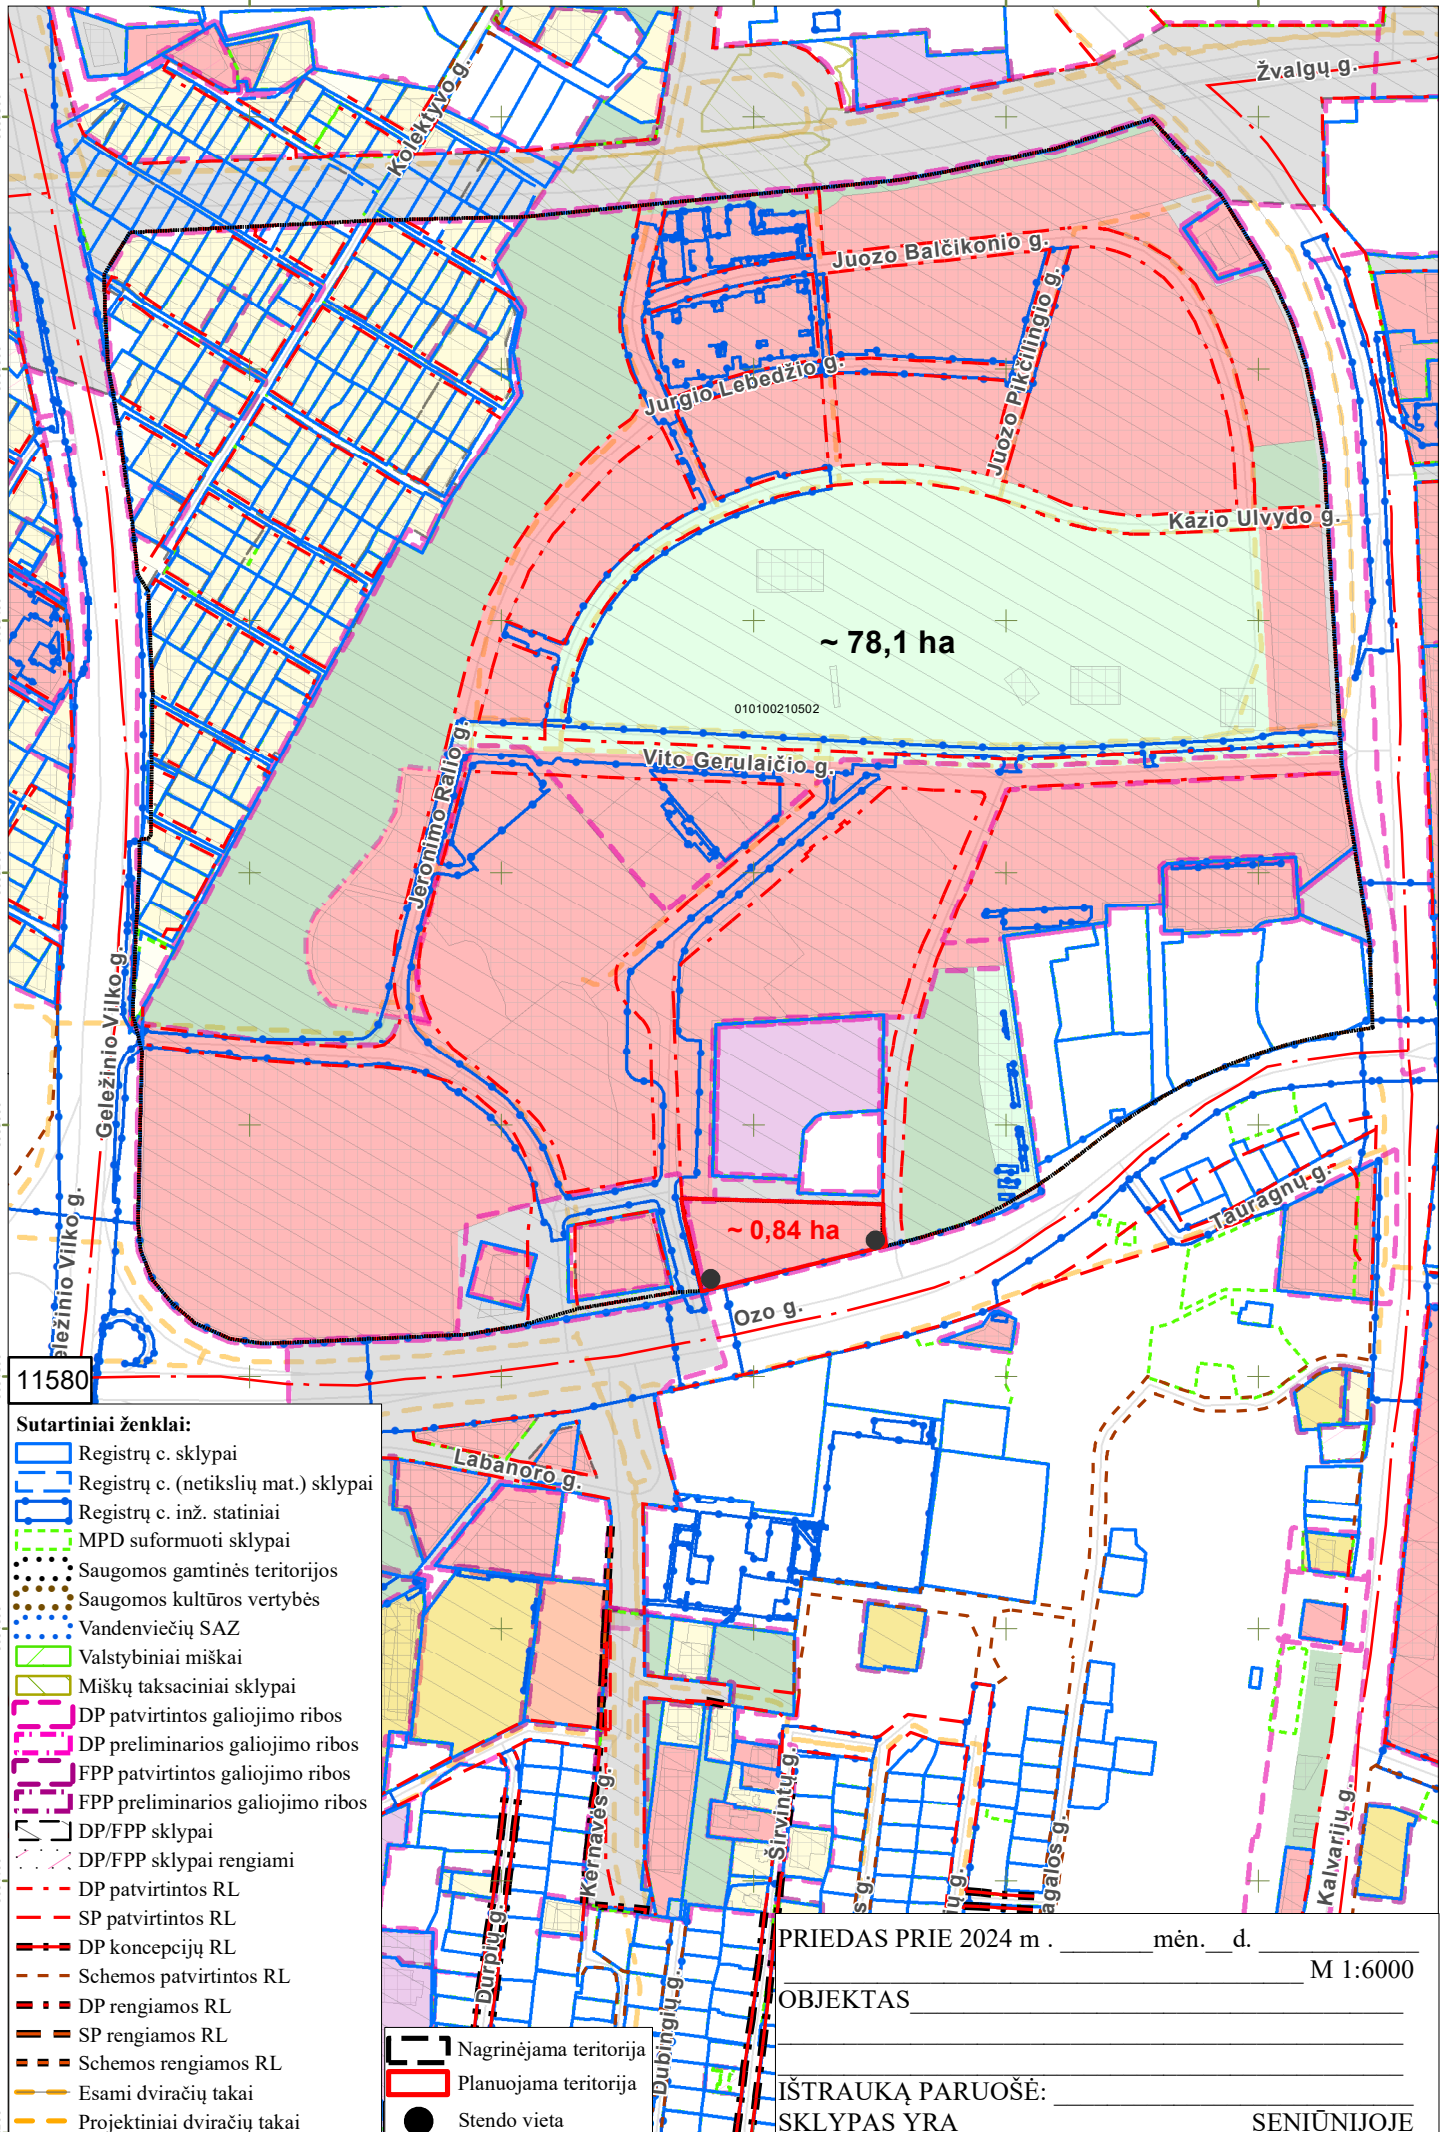 Žvalgų g.
Kolektyvo g.
Juozo Balčikonio g.
Juozo Pikčilingio g.
Jurgio Lebedžio g.
Kazio Ulvydo g.
~ 78,1 ha
010100210502
Vito Gerulaičio g.
Jeronimo Ralio g.
Geležinio Vilko g.
eležinio Vilko g.
~ 0,84 ha
Tauragnų g.
Ozo g.
11580
Labanoro g.
Kernavės g.
Širvintų g.
Durpių g.
Dubingių g.
s g.
ių g.
agalos g.
Kalvarijų g.
Sutartiniai ženklai:
Registrų c. sklypai
Registrų c. (netikslių mat.) sklypai
Registrų c. inž. statiniai
MPD suformuoti sklypai
Saugomos gamtinės teritorijos
Saugomos kultūros vertybės
Vandenviečių SAZ
Valstybiniai miškai
Miškų taksaciniai sklypai
DP patvirtintos galiojimo ribos
DP preliminarios galiojimo ribos
FPP patvirtintos galiojimo ribos
FPP preliminarios galiojimo ribos
DP/FPP sklypai
DP/FPP sklypai rengiami
DP patvirtintos RL
SP patvirtintos RL
DP koncepcijų RL
Schemos patvirtintos RL
DP rengiamos RL
SP rengiamos RL
Schemos rengiamos RL
Esami dviračių takai
Projektiniai dviračių takai
Nagrinėjama teritorija
Planuojama teritorija
Stendo vieta
PRIEDAS PRIE 2024 m . ________mėn.__d. ______________
M 1:6000
OBJEKTAS
IŠTRAUKĄ PARUOŠĖ:
SKLYPAS YRA SENIŪNIJOJE